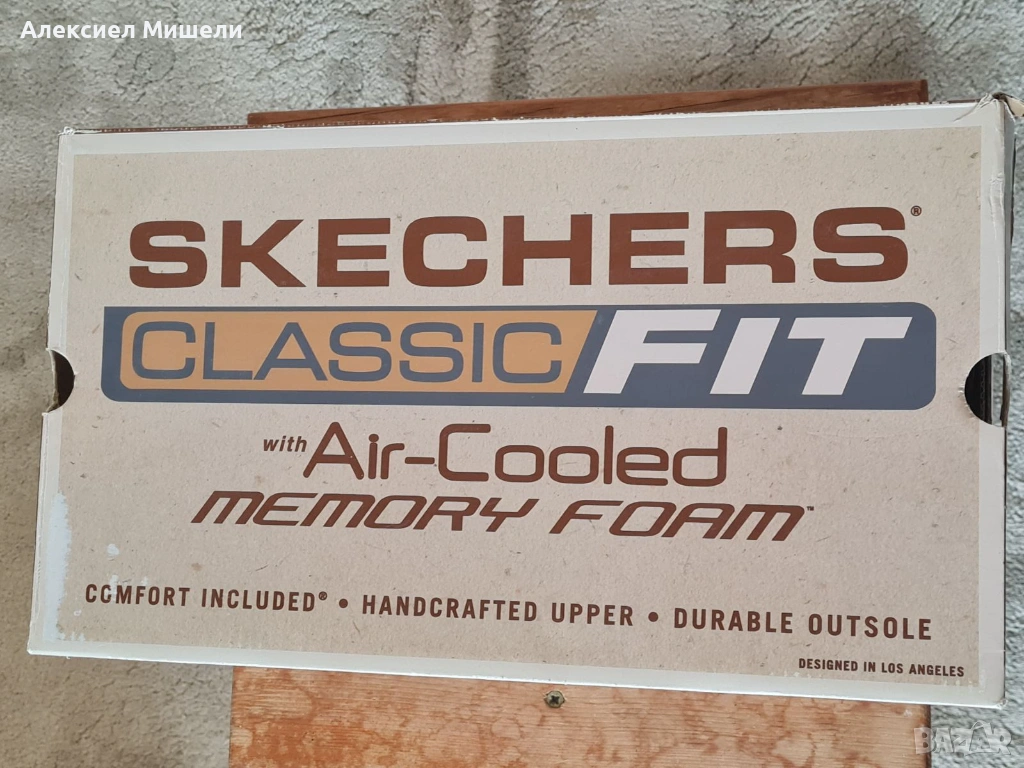 Алексиел Мишели
SKECHERS®
CLASSIC FIT
with Air-Cooled
MEMORY FOAM™
COMFORT INCLUDED® • HANDCRAFTED UPPER • DURABLE OUTSOLE
DESIGNED IN LOS ANGELES
BAZAR